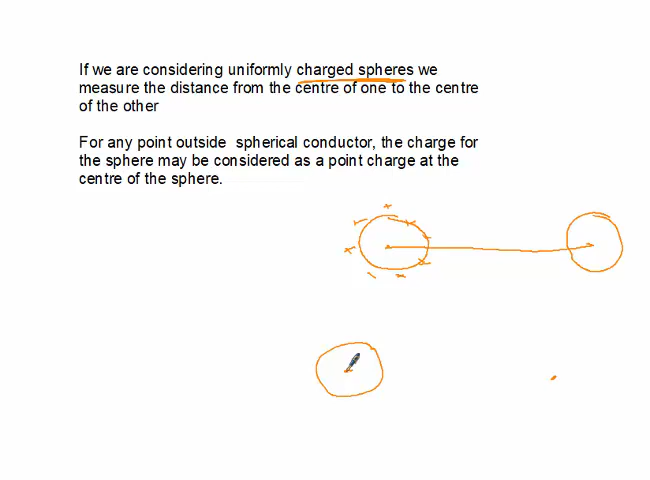 If we are considering uniformly charged spheres we
measure the distance from the centre of one to the centre
of the other
For any point outside spherical conductor, the charge for
the sphere may be considered as a point charge at the
centre of the sphere.